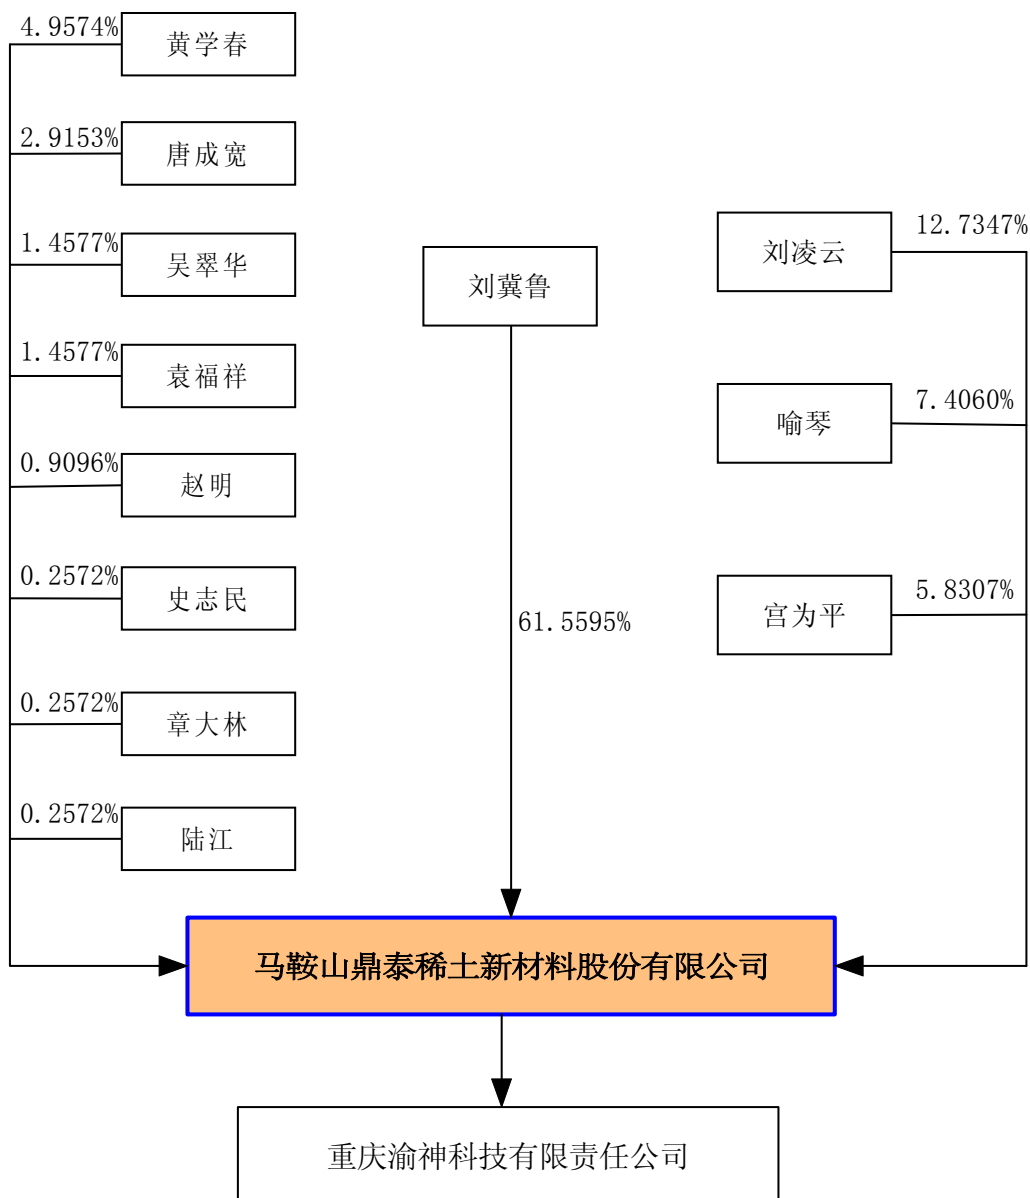 4.9574%
黄学春
2.9153%
唐成宽
1.4577%
吴翠华
1.4577%
袁福祥
0.9096%
赵明
0.2572%
史志民
0.2572%
章大林
0.2572%
陆江
刘冀鲁
61.5595%
12.7347%
刘凌云
7.4060%
喻琴
5.8307%
宫为平
马鞍山鼎泰稀土新材料股份有限公司
重庆渝神科技有限责任公司